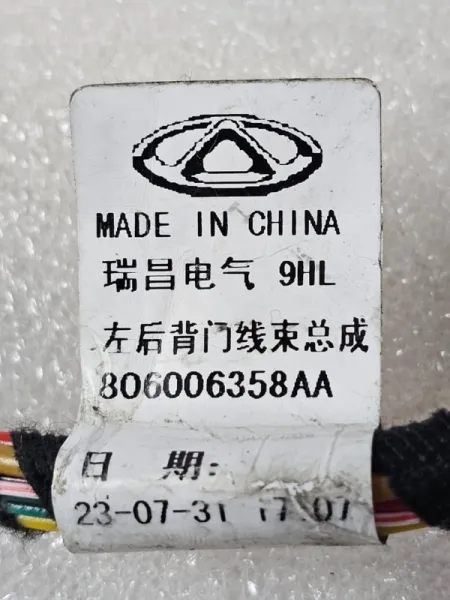 MADE IN CHINA
瑞昌电气 9HL
左后背门线束总成
806006358AA
日 期:
23-07-31 17:07